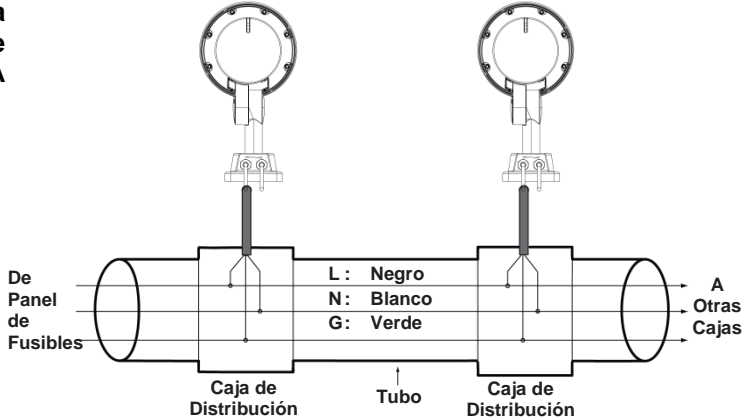 a
e
A
De
Panel
de
Fusibles
L : Negro
N : Blanco
G : Verde
A
Otras
Cajas
Caja de
Distribución
Tubo
Caja de
Distribución